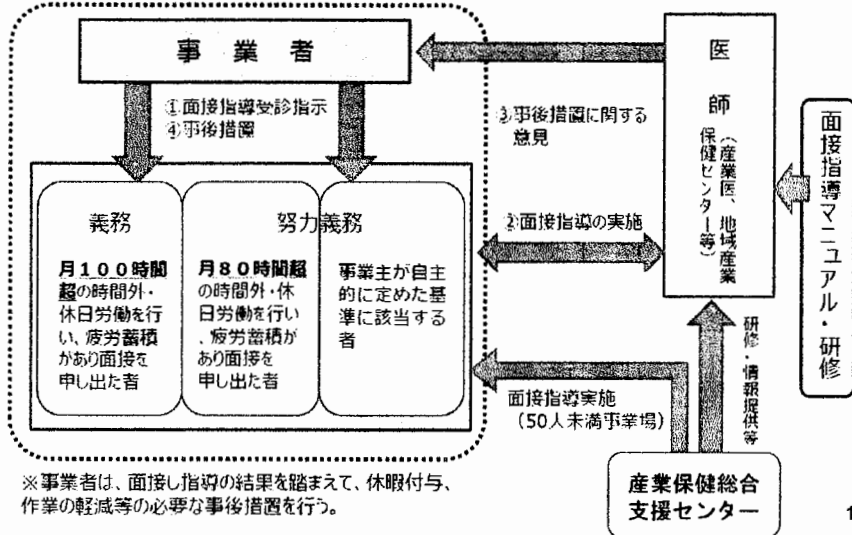 事業者
①面接指導受診指示
④事後措置
義務
月100時間
超の時間外・
休日労働を行
い、疲労蓄積
があり面接を
申し出た者
努力義務
月80時間超
の時間外・休
日労働を行い
、疲労蓄積が
あり面接を
申し出た者
事業主が自主
的に定めた基
準に該当する
者
③事後措置に関する
意見
②面接指導の実施
面接指導実施
（50人未満事業場）
医師
（産業医、地域産業
保健センター等）
面接指導マニュアル・研修
研修・情報提供等
産業保健総合
支援センター
※事業者は、面接し指導の結果を踏まえて、休暇付与、
作業の軽減等の必要な事後措置を行う。
1